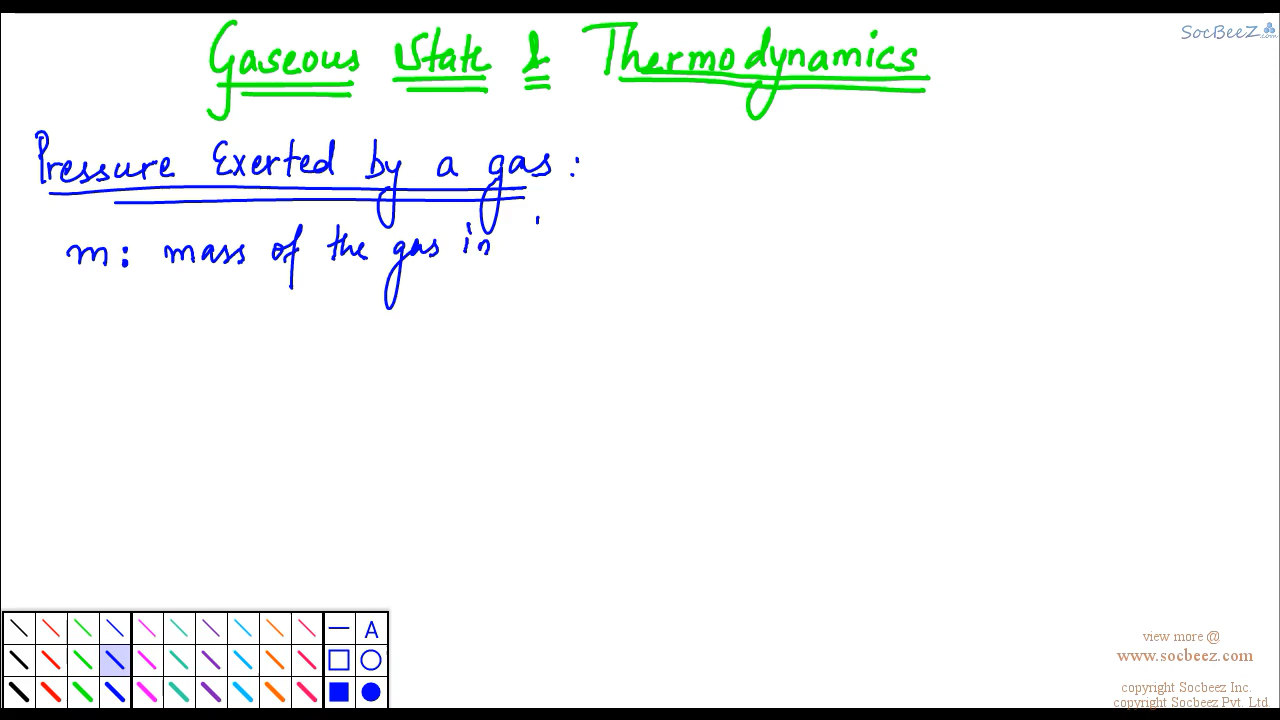 SocBeeZ.com
Gaseous State & Thermodynamics
Pressure Exerted by a gas :
m : mass of the gas in
A
view more @
www.socbeez.com
copyright Socbeez Inc.
copyright Socbeez Pvt. Ltd.